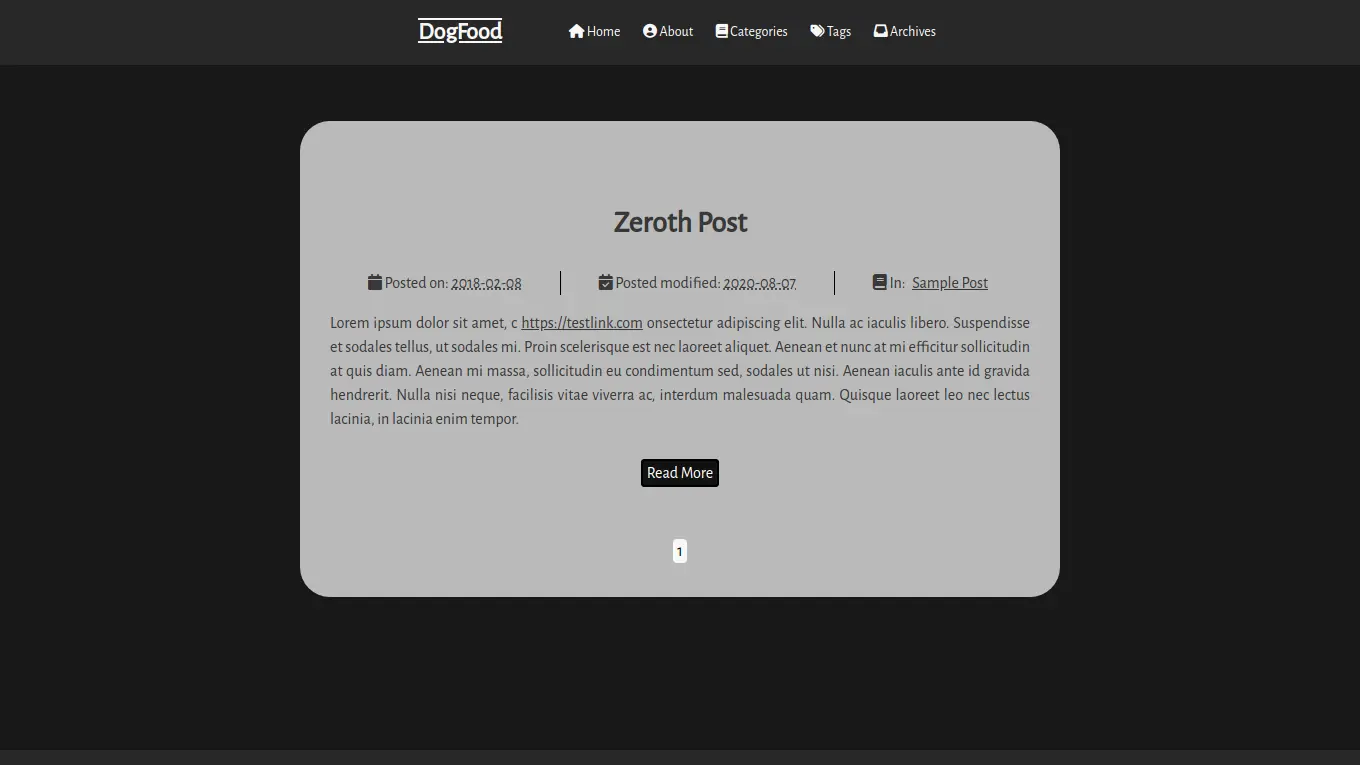 DogFood Home About Categories Tags Archives
Zeroth Post
Posted on: 2018-02-08 Posted modified: 2020-08-07 In: Sample Post
Lorem ipsum dolor sit amet, c https://testlink.com onsectetur adipiscing elit. Nulla ac iaculis libero. Suspendisse
et sodales tellus, ut sodales mi. Proin scelerisque est nec laoreet aliquet. Aenean et nunc at mi efficitur sollicitudin
at quis diam. Aenean mi massa, sollicitudin eu condimentum sed, sodales ut nisi. Aenean iaculis ante id gravida
hendrerit. Nulla nisi neque, facilisis vitae viverra ac, interdum malesuada quam. Quisque laoreet leo nec lectus
lacinia, in lacinia enim tempor.
Read More
1